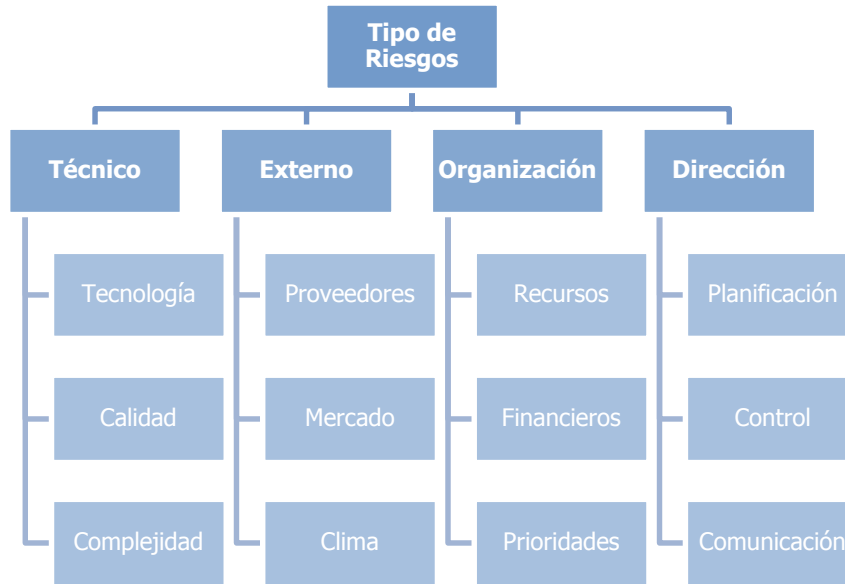 Tipo de
Riesgos
Técnico
Externo
Organización
Dirección
Tecnología
Proveedores
Recursos
Planificación
Calidad
Mercado
Financieros
Control
Complejidad
Clima
Prioridades
Comunicación